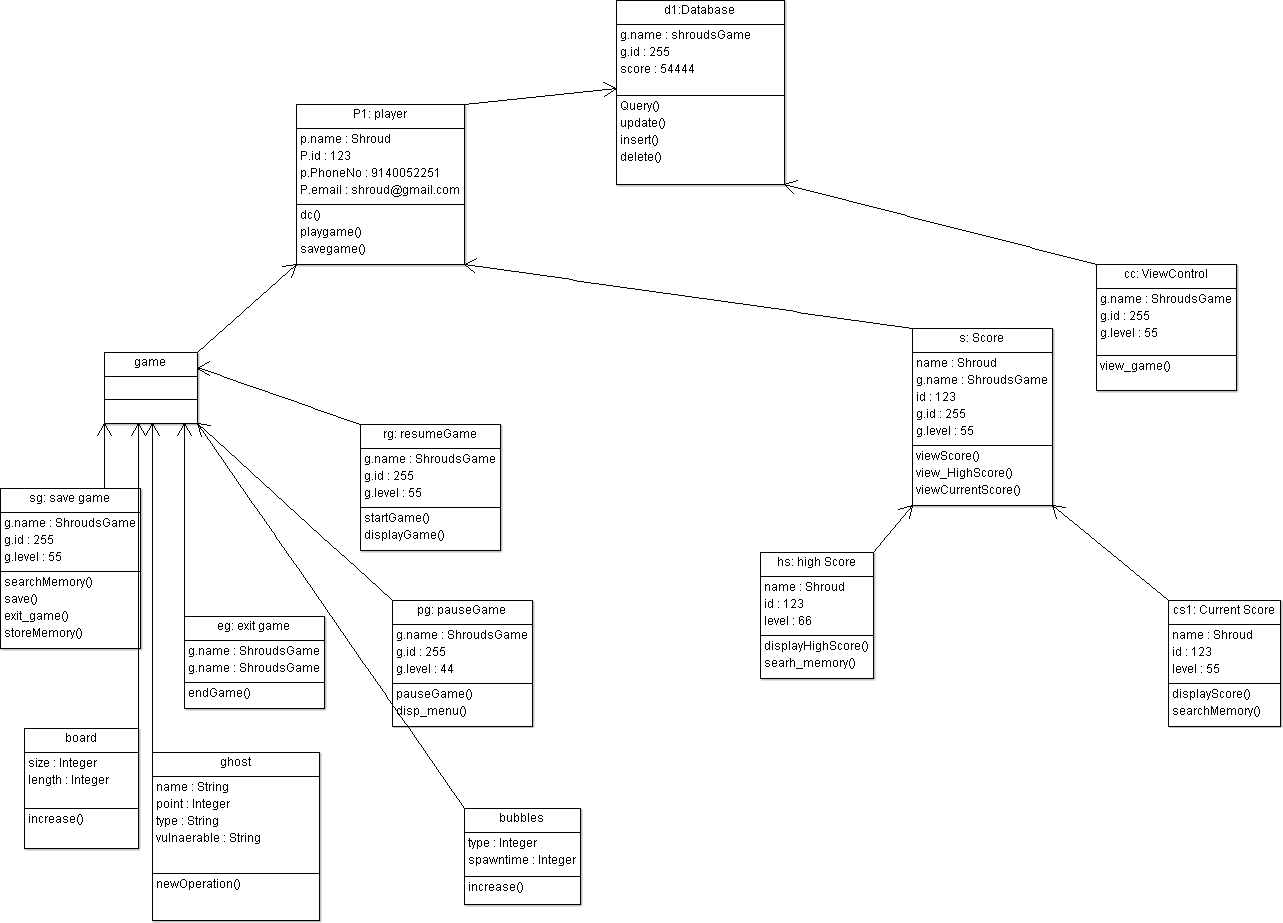 d1:Database
g.name : shroudsGame
g.id : 255
score : 54444
Query()
update()
insert()
delete()
P1: player
p.name : Shroud
P.id : 123
p.PhoneNo : 9140052251
P.email : shroud@gmail.com
dc()
playgame()
savegame()
cc: ViewControl
g.name : ShroudsGame
g.id : 255
g.level : 55
view_game()
s: Score
name : Shroud
g.name : ShroudsGame
id : 123
g.id : 255
g.level : 55
viewScore()
view_HighScore()
viewCurrentScore()
game
rg: resumeGame
g.name : ShroudsGame
g.id : 255
g.level : 55
startGame()
displayGame()
sg: save game
g.name : ShroudsGame
g.id : 255
g.level : 55
searchMemory()
save()
exit_game()
storeMemory()
hs: high Score
name : Shroud
id : 123
level : 66
displayHighScore()
searh_memory()
cs1: Current Score
name : Shroud
id : 123
level : 55
displayScore()
searchMemory()
pg: pauseGame
g.name : ShroudsGame
g.id : 255
g.level : 44
pauseGame()
disp_menu()
eg: exit game
g.name : ShroudsGame
g.name : ShroudsGame
endGame()
board
size : Integer
length : Integer
increase()
ghost
name : String
point : Integer
type : String
vulnaerable : String
newOperation()
bubbles
type : Integer
spawntime : Integer
increase()